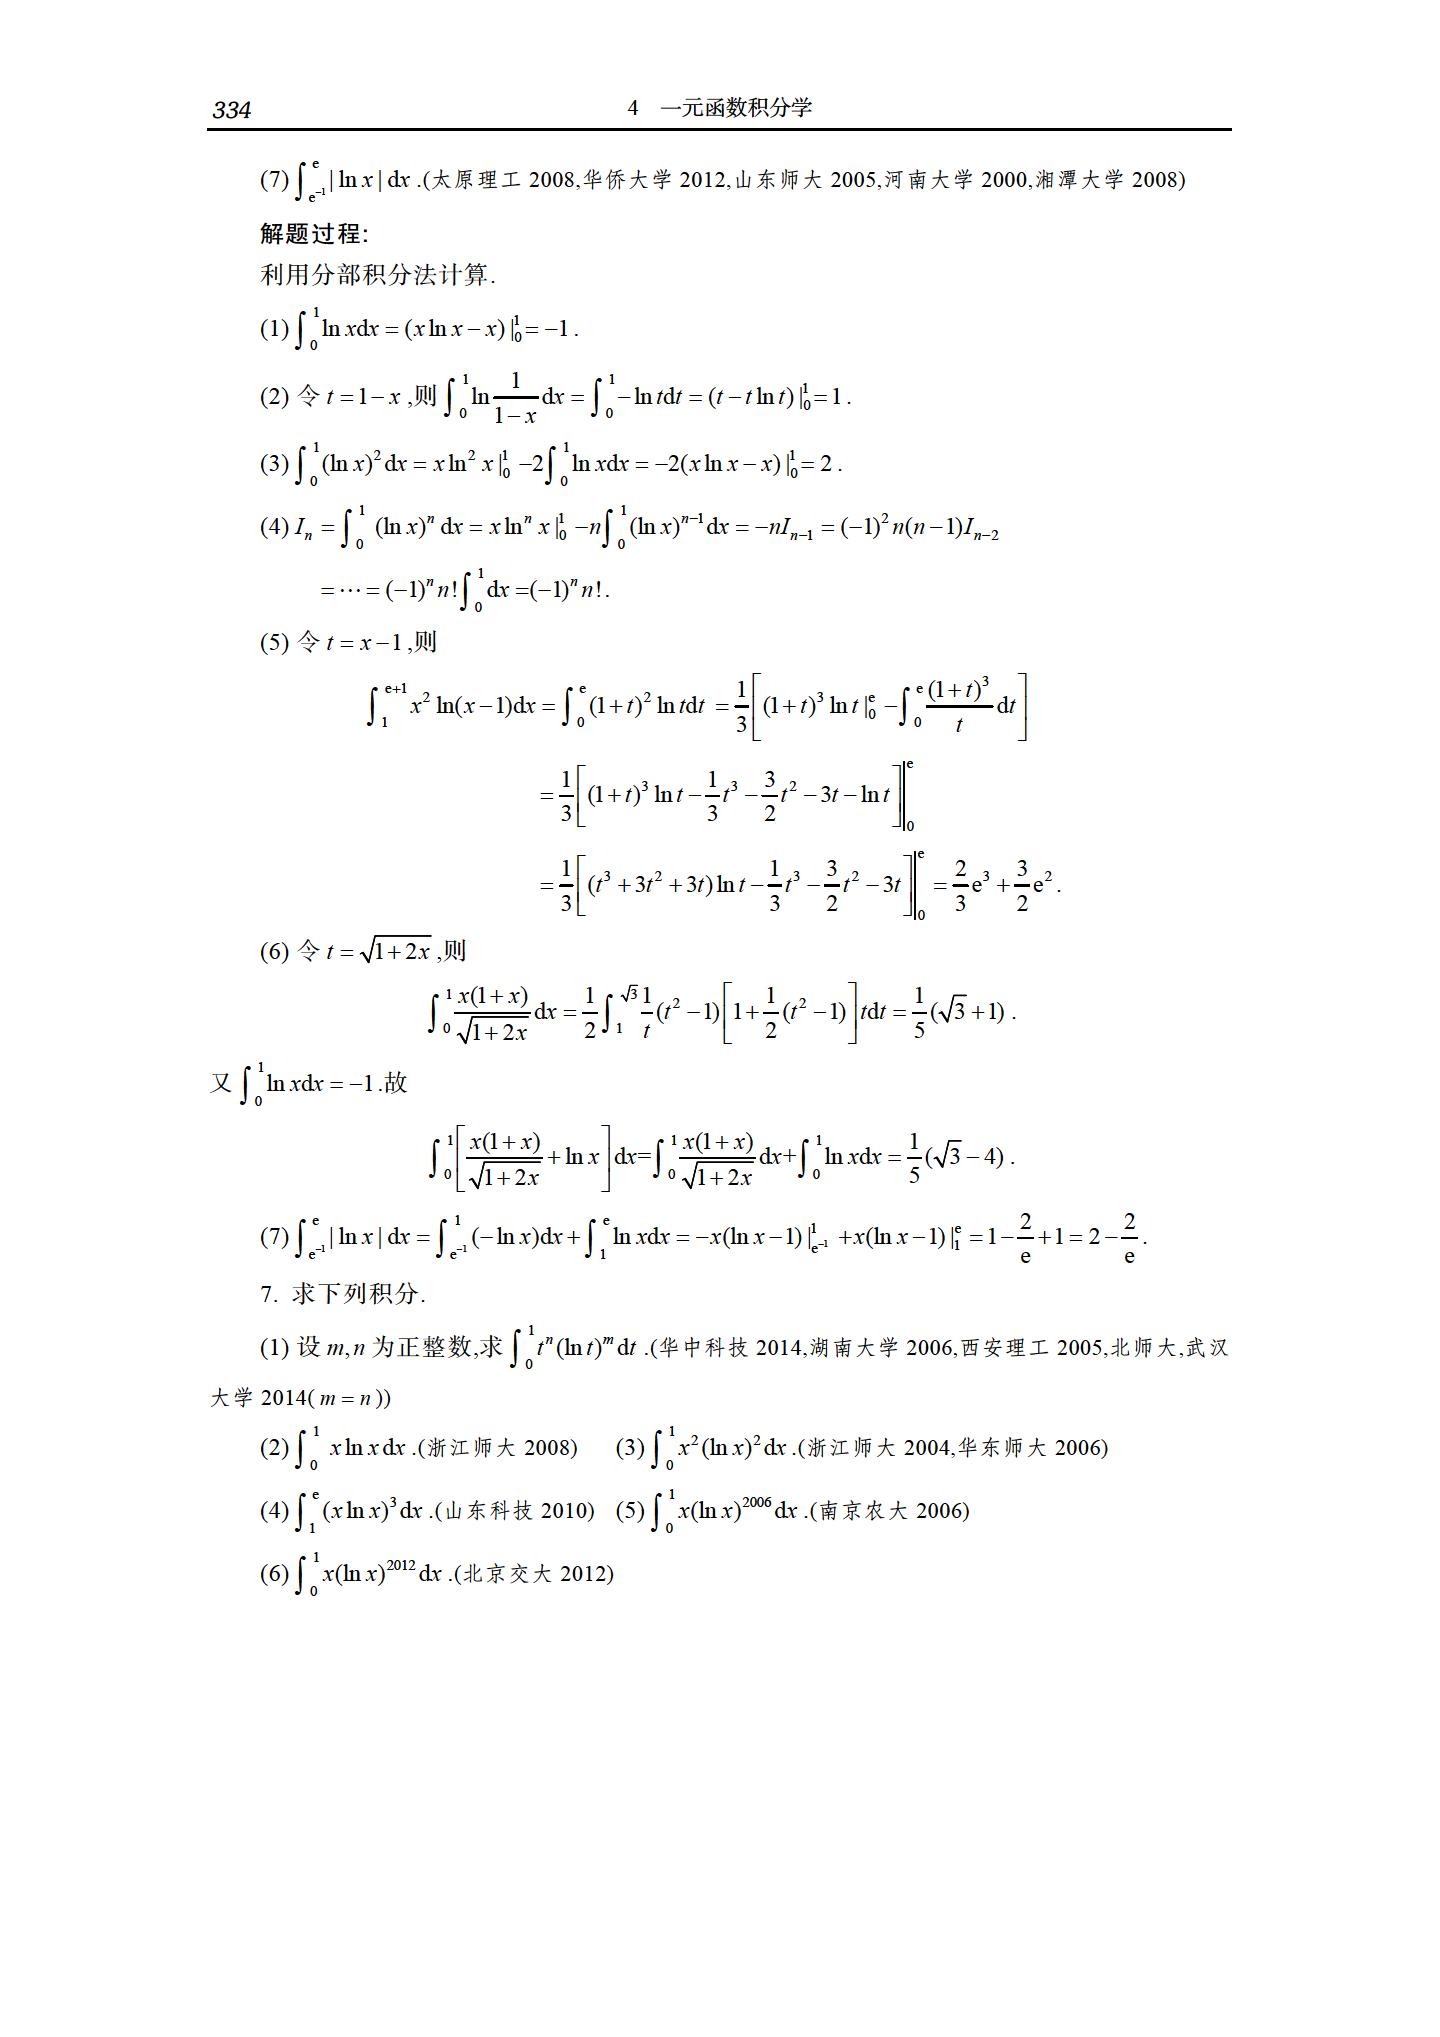 334 4 一元函数积分学
(7) $\int_{e^{-1}}^{e} |\ln x| dx$ .(太原理工 2008,华侨大学 2012,山东师大 2005,河南大学 2000,湘潭大学 2008)
解题过程:
利用分部积分法计算.
(1) $\int_0^1 \ln x dx = (x\ln x - x)|_0^1 = -1$ .
(2) 令 $t = 1-x$ ,则 $\int_0^1 \ln\frac{1}{1-x} dx = \int_0^1 -\ln t dt = (t - t\ln t)|_0^1 = 1$ .
(3) $\int_0^1 (\ln x)^2 dx = x\ln^2 x|_0^1 - 2\int_0^1 \ln x dx = -2(x\ln x - x)|_0^1 = 2$ .
(4) $I_n = \int_0^1 (\ln x)^n dx = x\ln^n x|_0^1 - n\int_0^1 (\ln x)^{n-1} dx = -nI_{n-1} = (-1)^2 n(n-1)I_{n-2}$
$= \cdots = (-1)^n n!\int_0^1 dx = (-1)^n n!$.
(5) 令 $t = x-1$ ,则
$\int_1^{e+1} x^2 \ln(x-1) dx = \int_0^e (1+t)^2 \ln t dt = \frac{1}{3}\left[(1+t)^3 \ln t|_0^e - \int_0^e \frac{(1+t)^3}{t} dt\right]$
$= \frac{1}{3}\left[(1+t)^3 \ln t - \frac{1}{3}t^3 - \frac{3}{2}t^2 - 3t - \ln t\right]\Big|_0^e$
$= \frac{1}{3}\left[(t^3 + 3t^2 + 3t)\ln t - \frac{1}{3}t^3 - \frac{3}{2}t^2 - 3t\right]\Big|_0^e = \frac{2}{3}e^3 + \frac{3}{2}e^2$ .
(6) 令 $t = \sqrt{1+2x}$ ,则
$\int_0^1 \frac{x(1+x)}{\sqrt{1+2x}} dx = \frac{1}{2}\int_1^{\sqrt{3}} \frac{1}{t}(t^2-1)\left[1 + \frac{1}{2}(t^2-1)\right] t dt = \frac{1}{5}(\sqrt{3}+1)$ .
又 $\int_0^1 \ln x dx = -1$ .故
$\int_0^1 \left[\frac{x(1+x)}{\sqrt{1+2x}} + \ln x\right] dx = \int_0^1 \frac{x(1+x)}{\sqrt{1+2x}} dx + \int_0^1 \ln x dx = \frac{1}{5}(\sqrt{3}-4)$ .
(7) $\int_{e^{-1}}^{e} |\ln x| dx = \int_{e^{-1}}^{1} (-\ln x) dx + \int_1^e \ln x dx = -x(\ln x - 1)|_{e^{-1}}^{1} + x(\ln x - 1)|_1^e = 1 - \frac{2}{e} + 1 = 2 - \frac{2}{e}$ .
7. 求下列积分.
(1) 设 $m,n$ 为正整数,求 $\int_0^1 t^n (\ln t)^m dt$ .(华中科技 2014,湖南大学 2006,西安理工 2005,北师大,武汉
大学 2014( $m = n$ ))
(2) $\int_0^1 x\ln x dx$ .(浙江师大 2008) (3) $\int_0^1 x^2 (\ln x)^2 dx$ .(浙江师大 2004,华东师大 2006)
(4) $\int_1^e (x\ln x)^3 dx$ .(山东科技 2010) (5) $\int_0^1 x(\ln x)^{2006} dx$ .(南京农大 2006)
(6) $\int_0^1 x(\ln x)^{2012} dx$ .(北京交大 2012)